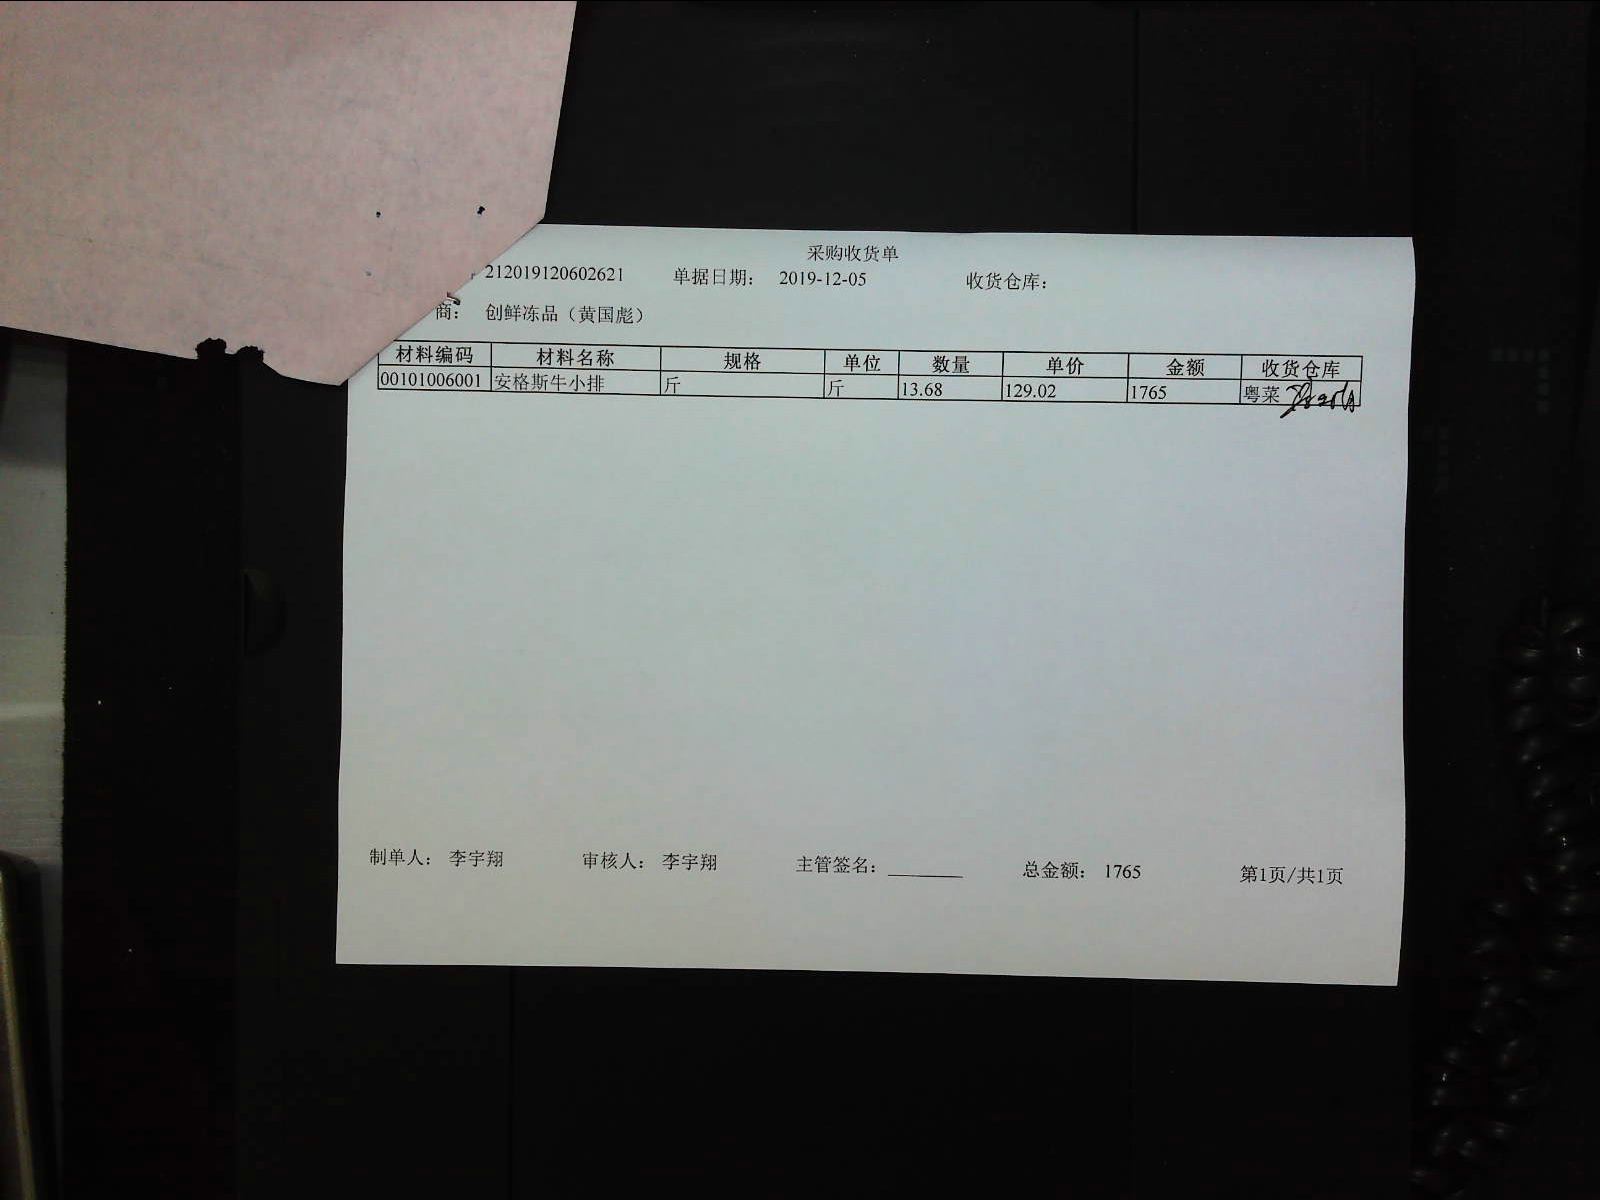 采购收货单
212019120602621 单据日期： 2019-12-05 收货仓库：
商： 创鲜冻品（黄国彪）
材料编码 材料名称 规格 单位 数量 单价 金额 收货仓库
00101006001 安格斯牛小排 斤 斤 13.68 129.02 1765 粤菜
制单人： 李宇翔 审核人： 李宇翔 主管签名： 总金额： 1765 第1页/共1页